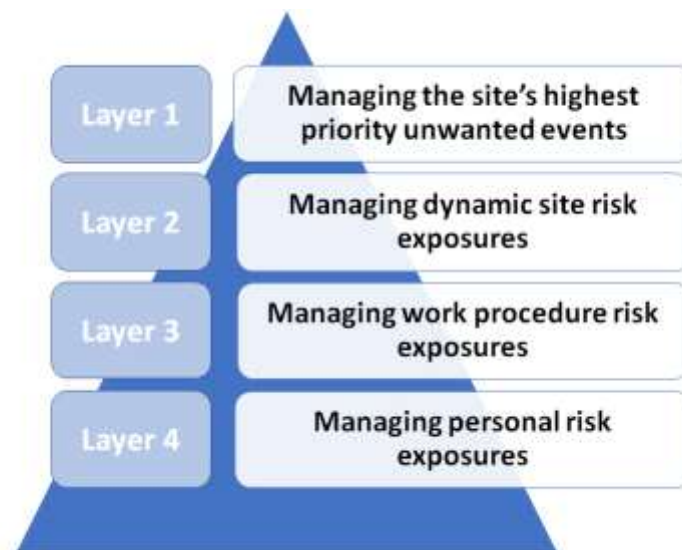 Layer 1
Managing the site's highest
priority unwanted events
Layer 2
Managing dynamic site risk
exposures
Layer 3
Managing work procedure risk
exposures
Layer 4
Managing personal risk
exposures